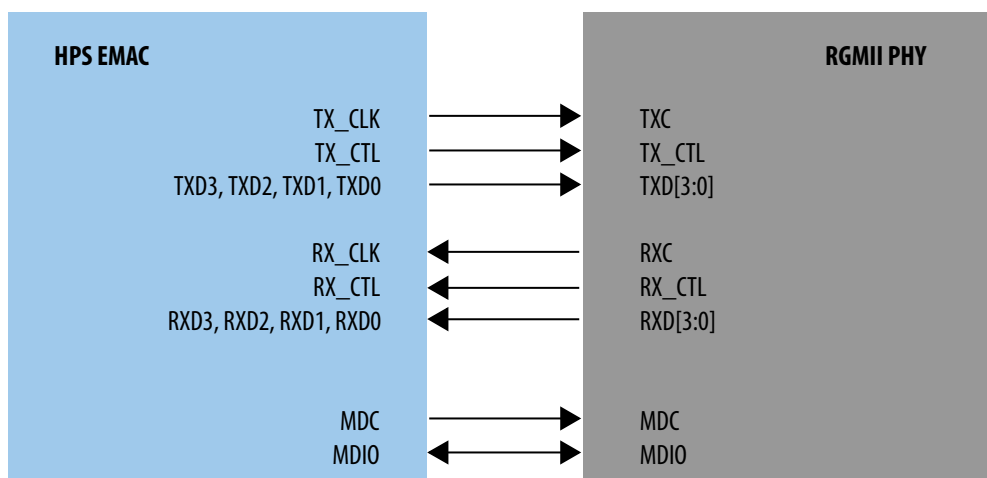 HPS EMAC
RGMII PHY
TX_CLK
TXC
TX_CTL
TX_CTL
TXD3, TXD2, TXD1, TXD0
TXD[3:0]
RX_CLK
RXC
RX_CTL
RX_CTL
RXD3, RXD2, RXD1, RXD0
RXD[3:0]
MDC
MDC
MDIO
MDIO